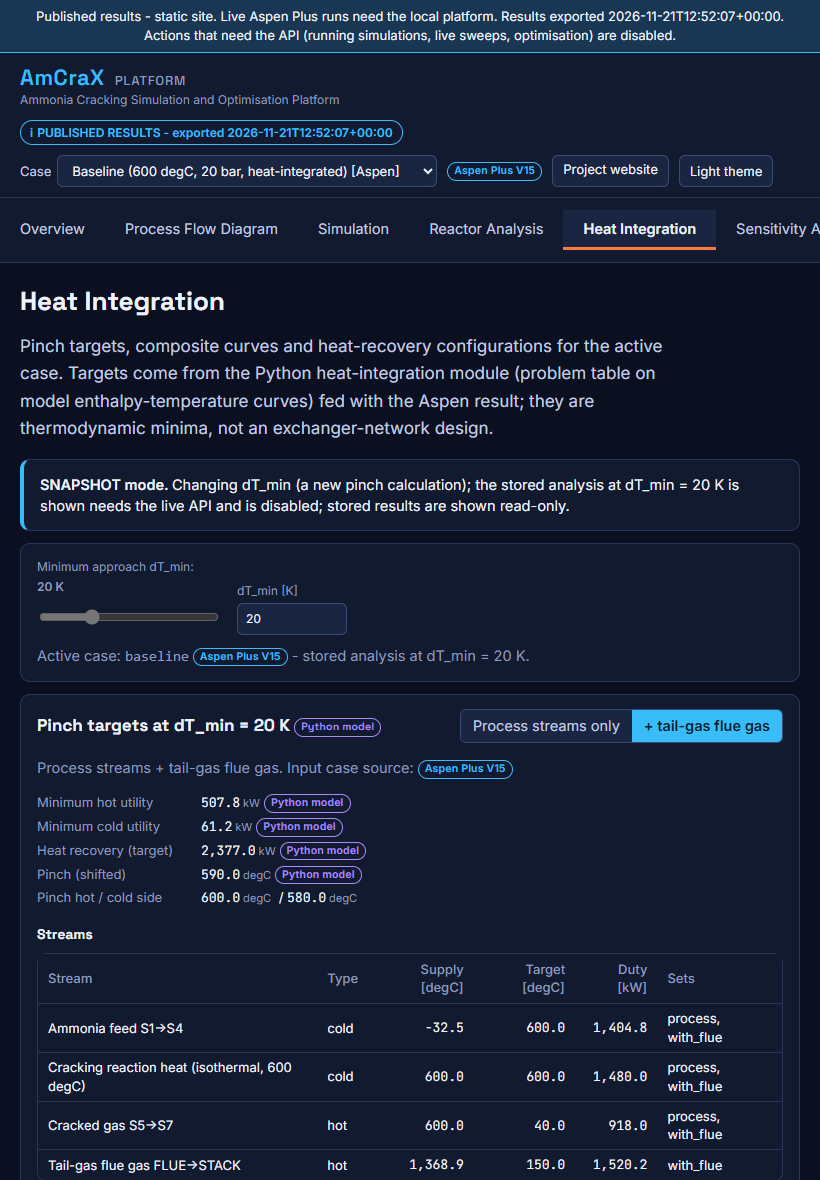 Published results - static site. Live Aspen Plus runs need the local platform. Results exported 2026-11-21T12:52:07+00:00.
Actions that need the API (running simulations, live sweeps, optimisation) are disabled.
AmCraX PLATFORM
Ammonia Cracking Simulation and Optimisation Platform
i PUBLISHED RESULTS - exported 2026-11-21T12:52:07+00:00
Case Baseline (600 degC, 20 bar, heat-integrated) [Aspen] Aspen Plus V15 Project website Light theme
Overview Process Flow Diagram Simulation Reactor Analysis Heat Integration Sensitivity A
Heat Integration
Pinch targets, composite curves and heat-recovery configurations for the active
case. Targets come from the Python heat-integration module (problem table on
model enthalpy-temperature curves) fed with the Aspen result; they are
thermodynamic minima, not an exchanger-network design.
SNAPSHOT mode. Changing dT_min (a new pinch calculation); the stored analysis at dT_min = 20 K is
shown needs the live API and is disabled; stored results are shown read-only.
Minimum approach dT_min:
20 K
dT_min [K]
20
Active case: baseline Aspen Plus V15 - stored analysis at dT_min = 20 K.
Pinch targets at dT_min = 20 K Python model Process streams only + tail-gas flue gas
Process streams + tail-gas flue gas. Input case source: Aspen Plus V15
Minimum hot utility 507.8 kW Python model
Minimum cold utility 61.2 kW Python model
Heat recovery (target) 2,377.0 kW Python model
Pinch (shifted) 590.0 degC Python model
Pinch hot / cold side 600.0 degC / 580.0 degC
Streams
Stream Type Supply [degC] Target [degC] Duty [kW] Sets
Ammonia feed S1→S4 cold -32.5 600.0 1,404.8 process, with_flue
Cracking reaction heat (isothermal, 600 degC) cold 600.0 600.0 1,480.0 process, with_flue
Cracked gas S5→S7 hot 600.0 40.0 918.0 process, with_flue
Tail-gas flue gas FLUE→STACK hot 1,368.9 150.0 1,520.2 with_flue